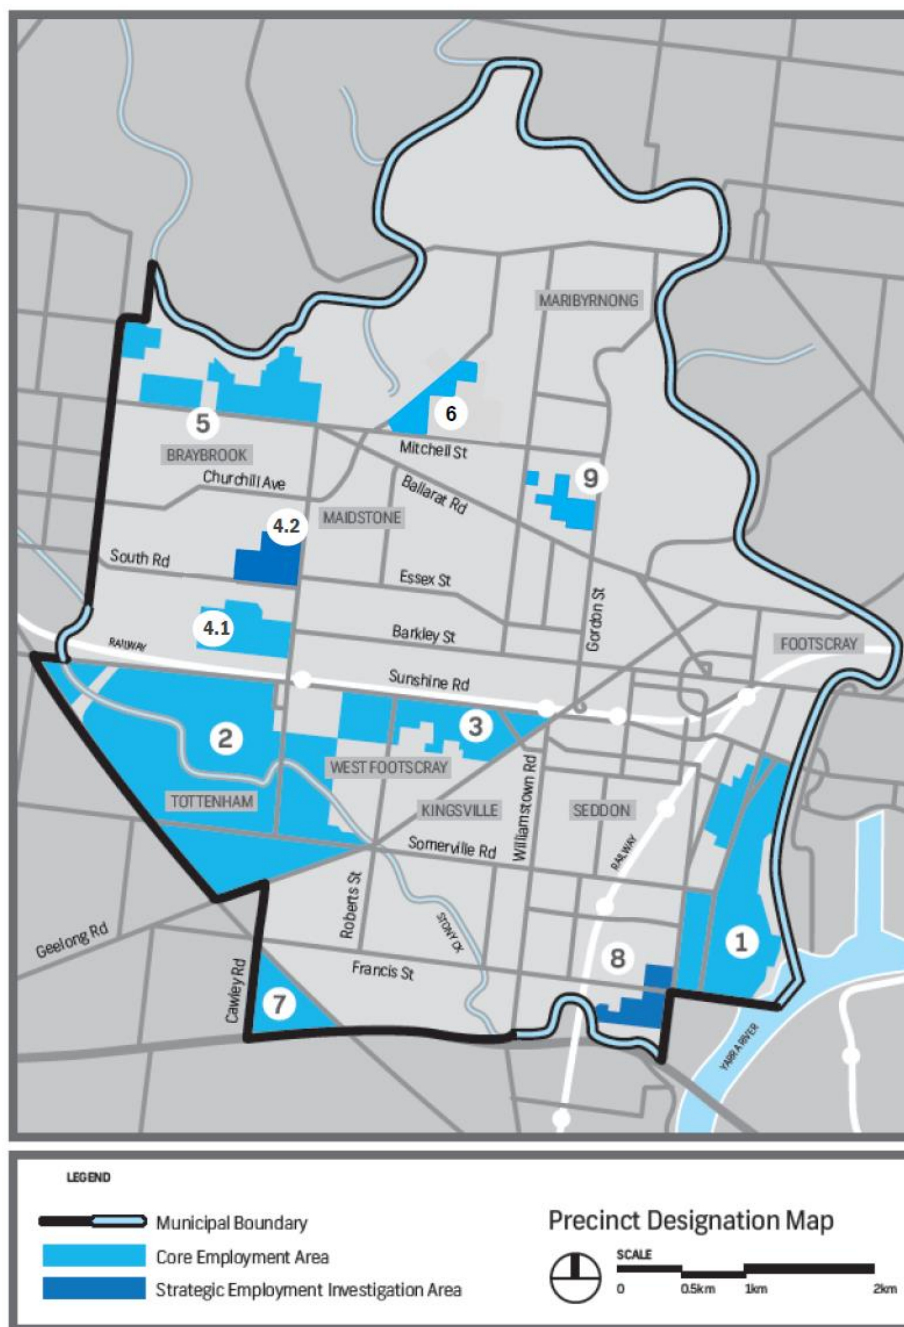 MARIBYRNONG
6
5
Mitchell St
BRAYBROOK
Churchill Ave
Ballarat Rd
9
4.2
MAIDSTONE
South Rd
Essex St
Gordon St
4.1
Barkley St
RAILWAY
FOOTSCRAY
Sunshine Rd
2
3
WEST FOOTSCRAY
TOTTENHAM
KINGSVILLE
Williamstown Rd
SEDDON
Somerville Rd
RAILWAY
Roberts St
Geelong Rd
STONY CK
1
8
Francis St
Cawley Rd
7
YARRA RIVER
LEGEND
Municipal Boundary
Core Employment Area
Strategic Employment Investigation Area
Precinct Designation Map
SCALE
0 0.5km 1km 2km